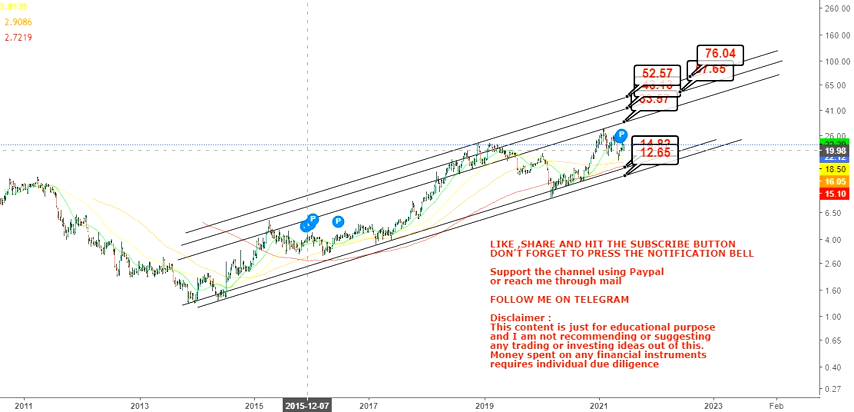 2.9086
2.7219
260.00
160.00
100.00
76.04
52.57
65.00
41.00
26.00
14.82
12.65
19.98
22.12
18.50
16.05
15.10
6.50
4.00
2.60
1.60
1.00
0.65
0.40
0.27
P
P
P
P
LIKE ,SHARE AND HIT THE SUBSCRIBE BUTTON
DON'T FORGET TO PRESS THE NOTIFICATION BELL
Support the channel using Paypal
or reach me through mail
FOLLOW ME ON TELEGRAM
Disclaimer :
This content is just for educational purpose
and I am not recommending or suggesting
any trading or investing ideas out of this.
Money spent on any financial instruments
requires individual due diligence
2011
2013
2015
2015-12-07
2017
2019
2021
2023
Feb